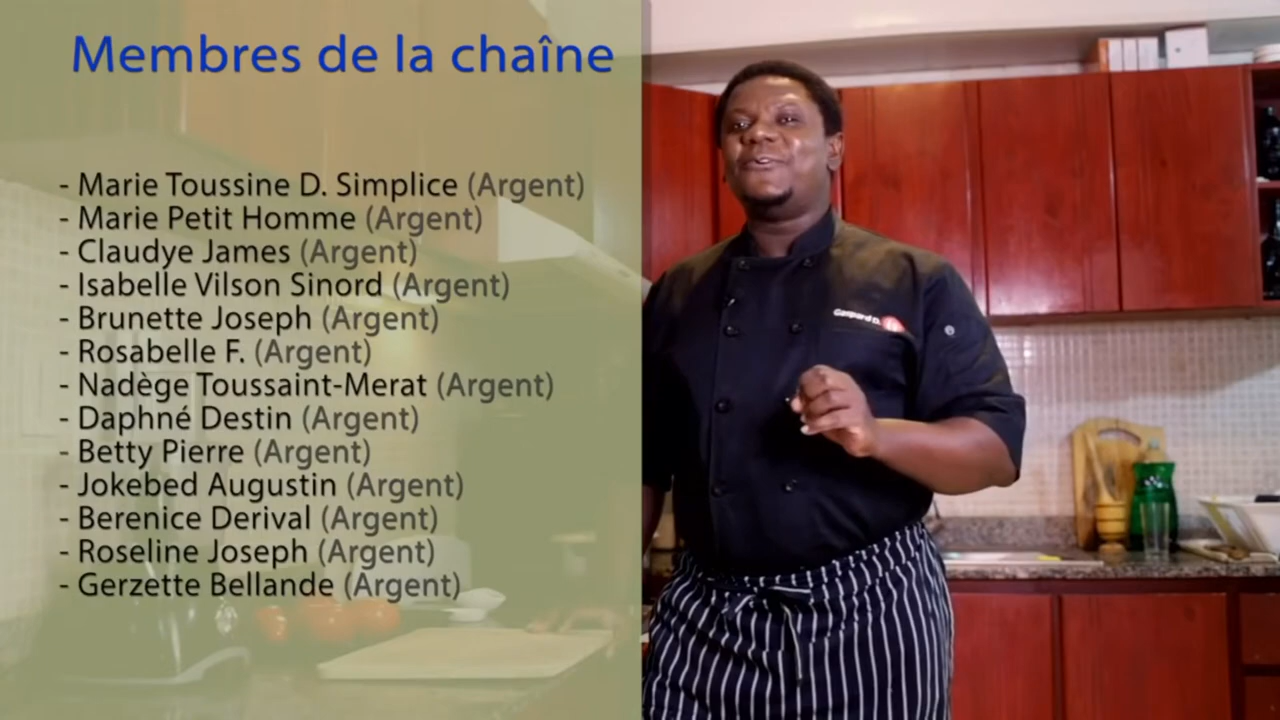 Membres de la chaîne
- Marie Toussine D. Simplice (Argent)
- Marie Petit Homme (Argent)
- Claudye James (Argent)
- Isabelle Vilson Sinord (Argent)
- Brunette Joseph (Argent)
- Rosabelle F. (Argent)
- Nadège Toussaint-Merat (Argent)
- Daphné Destin (Argent)
- Betty Pierre (Argent)
- Jokebed Augustin (Argent)
- Berenice Derival (Argent)
- Roseline Joseph (Argent)
- Gerzette Bellande (Argent)
Gaspard D.